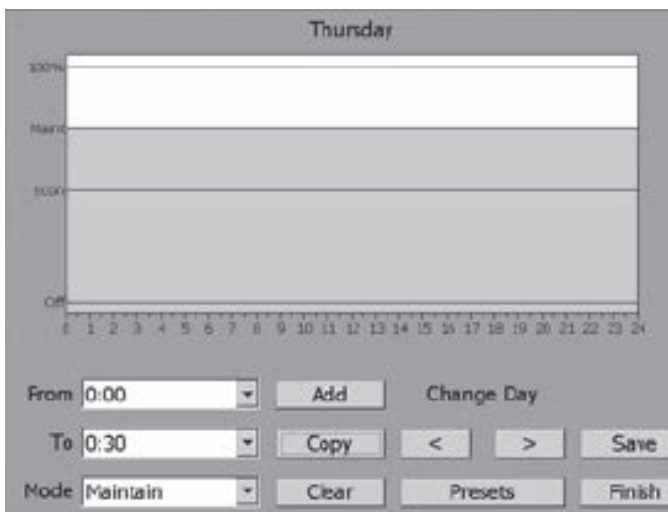 Thursday
100%
Maint
Econ
Off
0 1 2 3 4 5 6 7 8 9 10 11 12 13 14 15 16 17 18 19 20 21 22 23 24
From 0:00 Add Change Day
To 0:30 Copy < > Save
Mode Maintain Clear Presets Finish